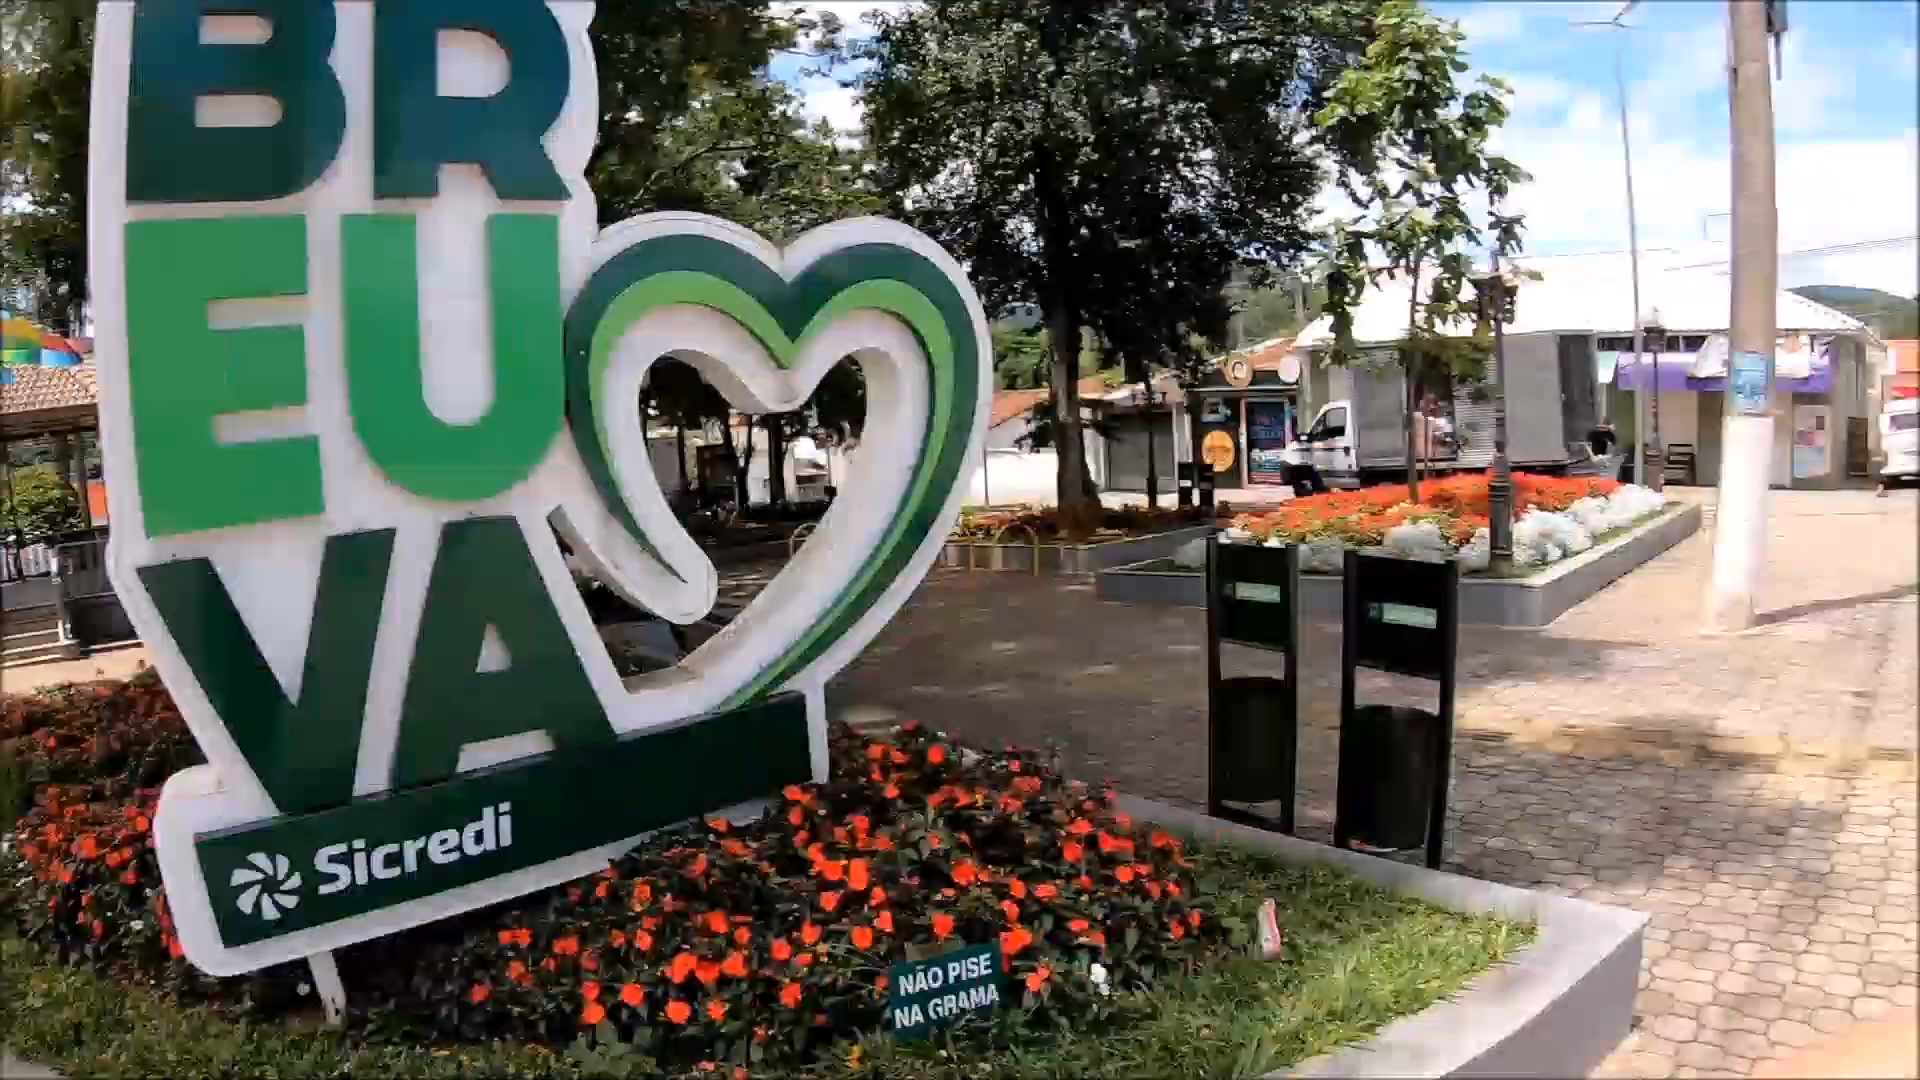 BR
EU
VA
Sicredi
NÃO PISE
NA GRAMA